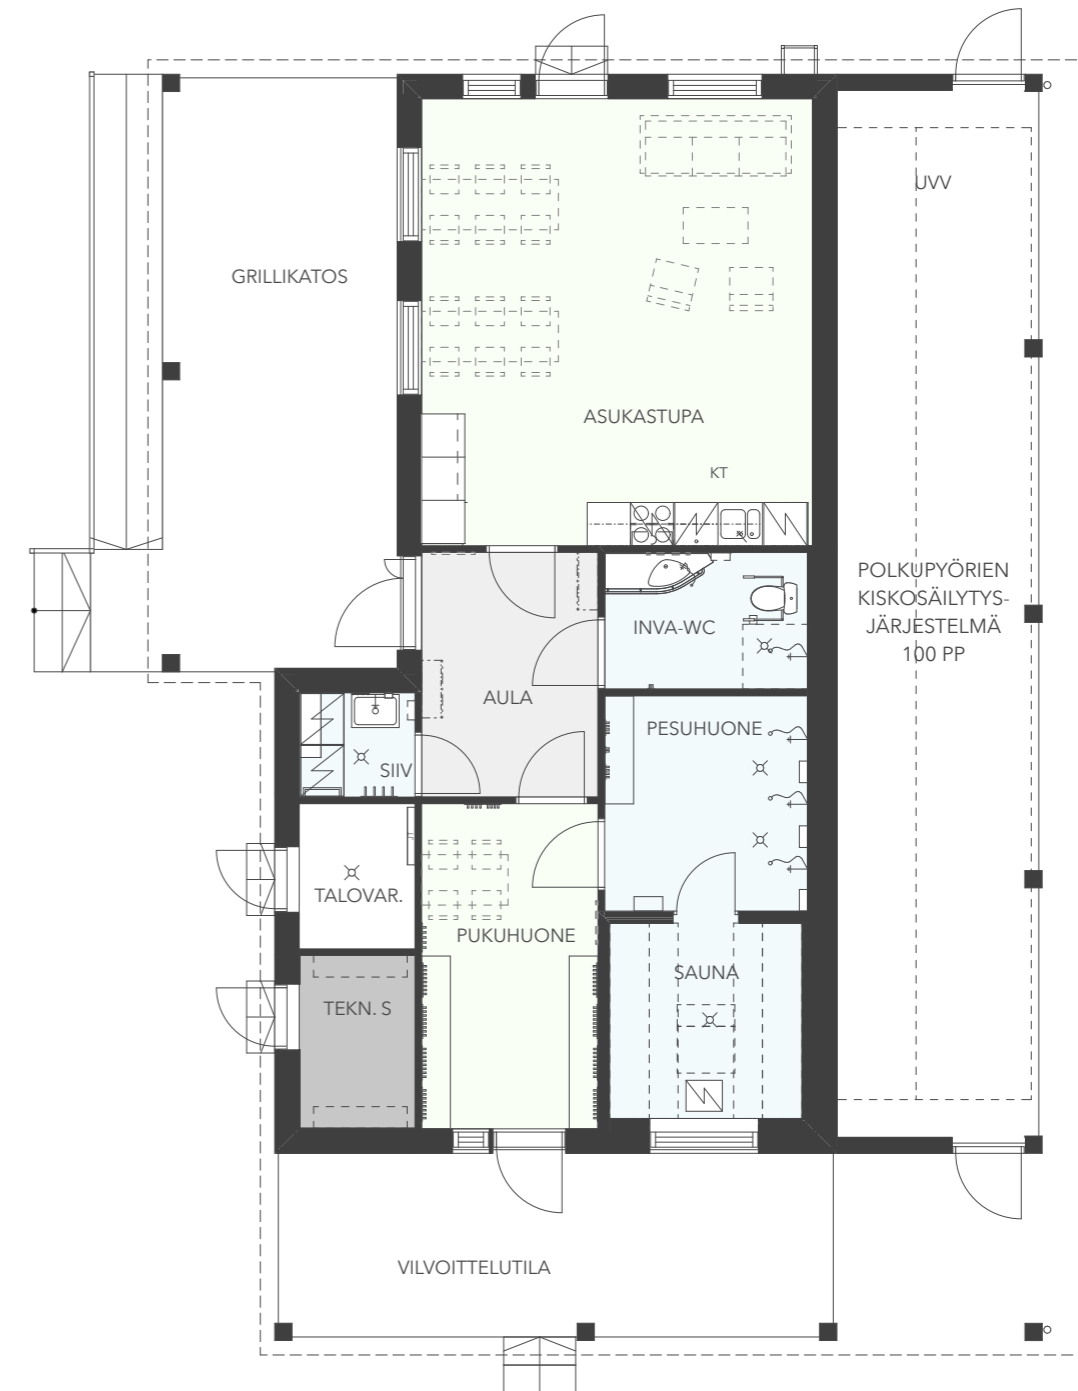 UVV
GRILLIKATOS
ASUKASTUPA
KT
POLKUPYÖRIEN
KISKOSÄILYTYS-
JÄRJESTELMÄ
100 PP
INVA-WC
AULA
PESUHUONE
SIIV
TALOVAR.
PUKUHUONE
SAUNA
TEKN. S
VILVOITTELUTILA